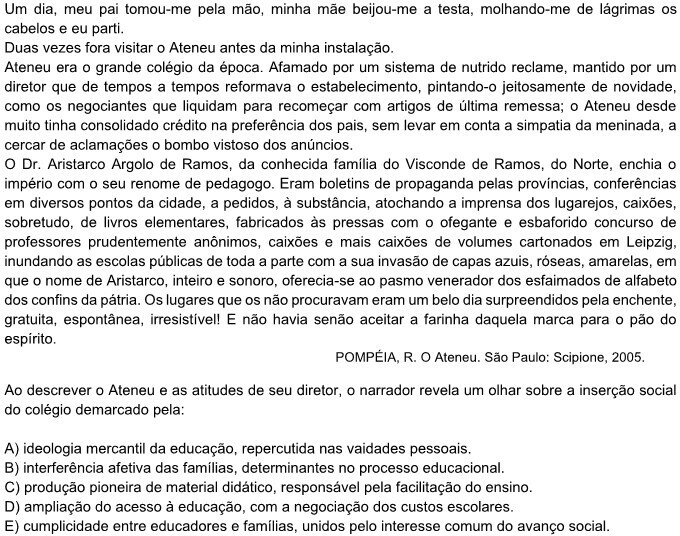 Um dia, meu pai tomou-me pela mão, minha mãe beijou-me a testa, molhando-me de lágrimas os
cabelos e eu parti.
Duas vezes fora visitar o Ateneu antes da minha instalação.
Ateneu era o grande colégio da época. Afamado por um sistema de nutrido reclame, mantido por um
diretor que de tempos a tempos reformava o estabelecimento, pintando-o jeitosamente de novidade,
como os negociantes que liquidam para recomeçar com artigos de última remessa; o Ateneu desde
muito tinha consolidado crédito na preferência dos pais, sem levar em conta a simpatia da meninada, a
cercar de aclamações o bombo vistoso dos anúncios.
O Dr. Aristarco Argolo de Ramos, da conhecida família do Visconde de Ramos, do Norte, enchia o
império com o seu renome de pedagogo. Eram boletins de propaganda pelas províncias, conferências
em diversos pontos da cidade, a pedidos, à substância, atochando a imprensa dos lugarejos, caixões,
sobretudo, de livros elementares, fabricados às pressas com o ofegante e esbaforido concurso de
professores prudentemente anônimos, caixões e mais caixões de volumes cartonados em Leipzig,
inundando as escolas públicas de toda a parte com a sua invasão de capas azuis, róseas, amarelas, em
que o nome de Aristarco, inteiro e sonoro, oferecia-se ao pasmo venerador dos esfaimados de alfabeto
dos confins da pátria. Os lugares que os não procuravam eram um belo dia surpreendidos pela enchente,
gratuita, espontânea, irresistível! E não havia senão aceitar a farinha daquela marca para o pão do
espírito.
POMPÉIA, R. O Ateneu. São Paulo: Scipione, 2005.
Ao descrever o Ateneu e as atitudes de seu diretor, o narrador revela um olhar sobre a inserção social
do colégio demarcado pela:
A) ideologia mercantil da educação, repercutida nas vaidades pessoais.
B) interferência afetiva das famílias, determinantes no processo educacional.
C) produção pioneira de material didático, responsável pela facilitação do ensino.
D) ampliação do acesso à educação, com a negociação dos custos escolares.
E) cumplicidade entre educadores e famílias, unidos pelo interesse comum do avanço social.